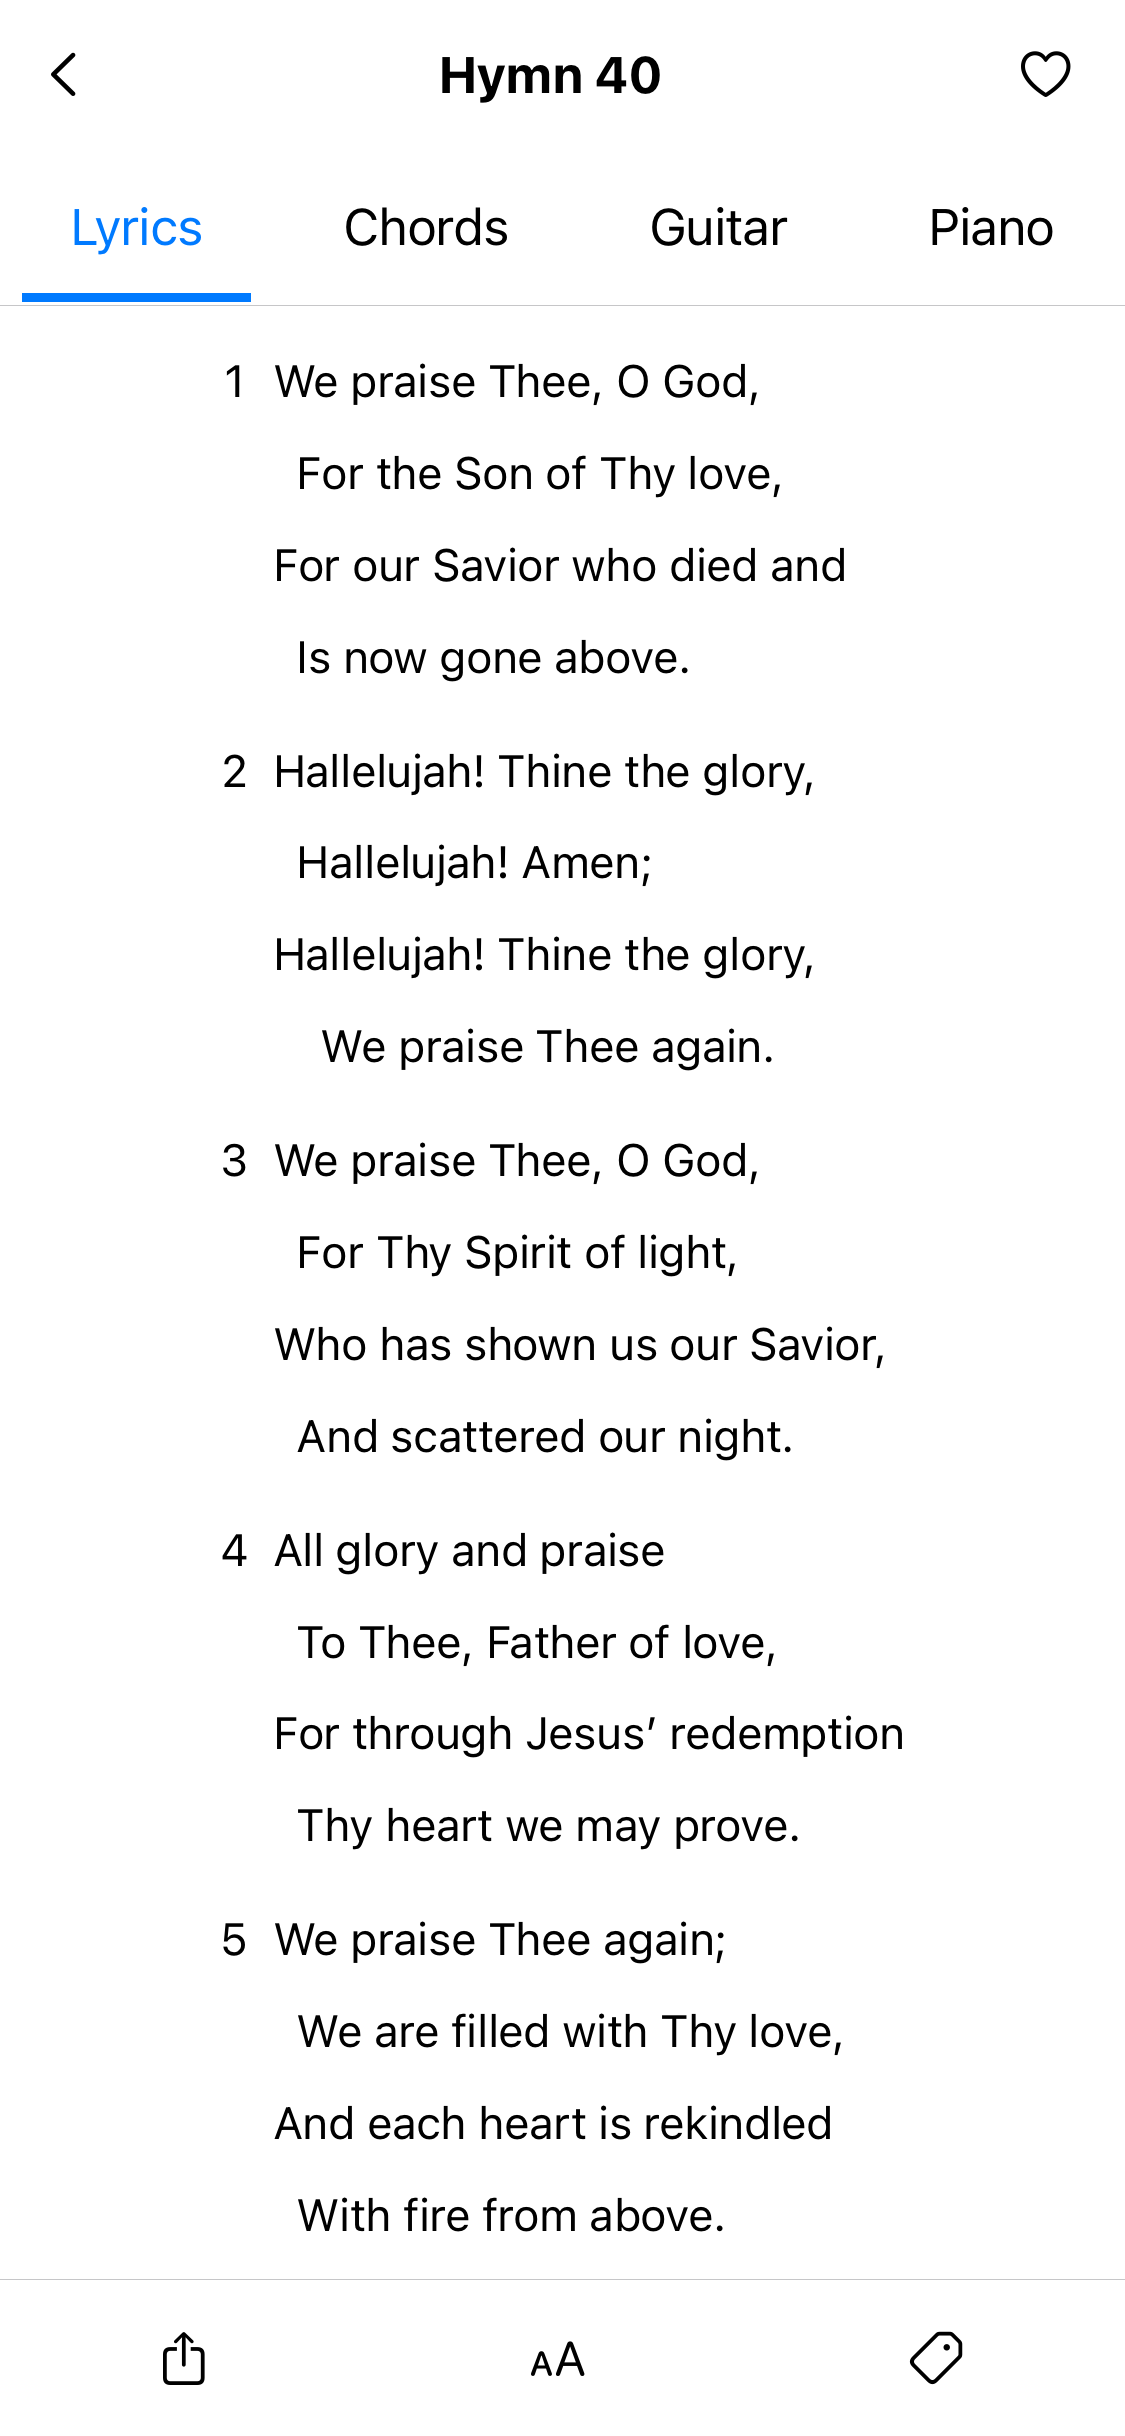 Hymn 40
Lyrics Chords Guitar Piano
1 We praise Thee, O God,
For the Son of Thy love,
For our Savior who died and
Is now gone above.
2 Hallelujah! Thine the glory,
Hallelujah! Amen;
Hallelujah! Thine the glory,
We praise Thee again.
3 We praise Thee, O God,
For Thy Spirit of light,
Who has shown us our Savior,
And scattered our night.
4 All glory and praise
To Thee, Father of love,
For through Jesus’ redemption
Thy heart we may prove.
5 We praise Thee again;
We are filled with Thy love,
And each heart is rekindled
With fire from above.
AA